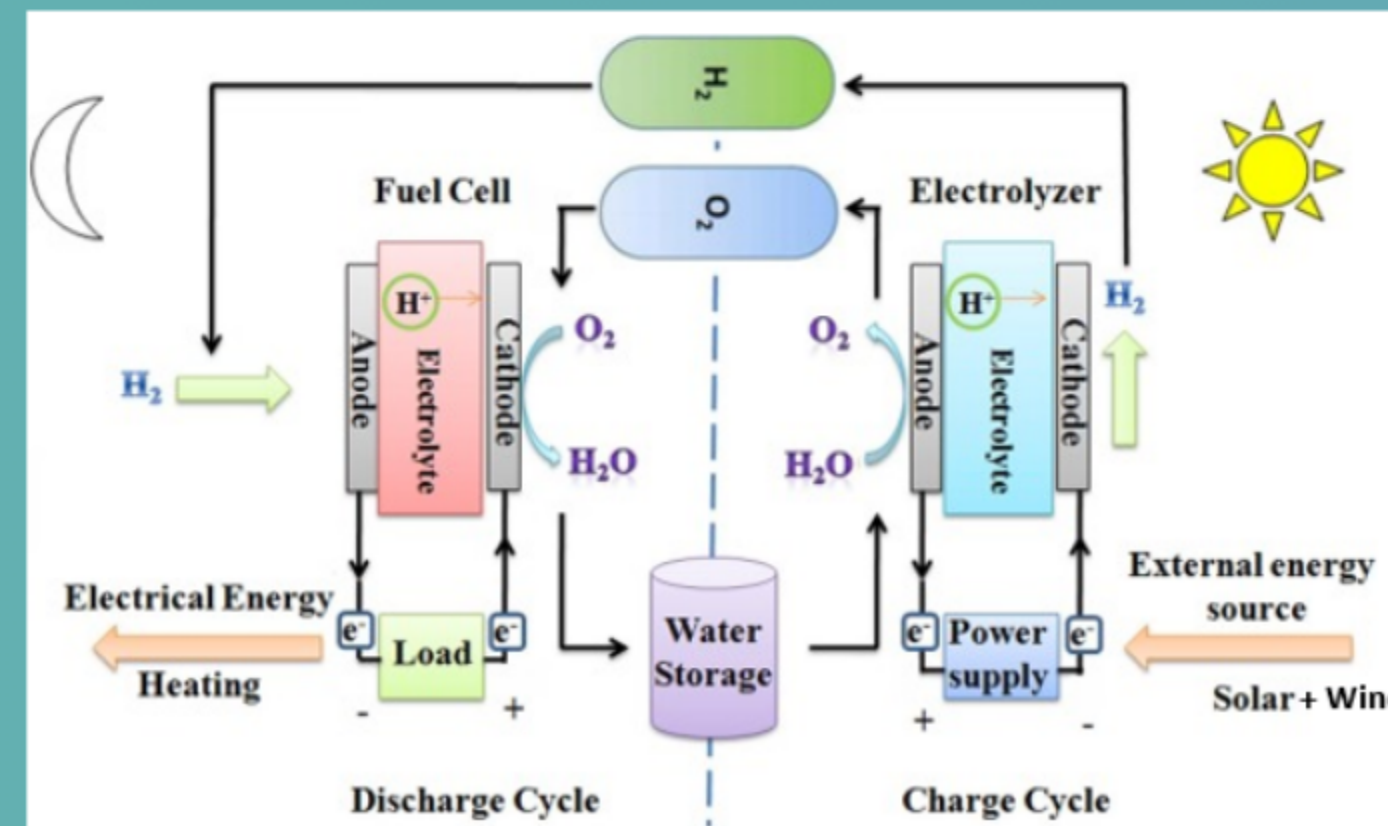 H₂
O₂
Fuel Cell
Electrolyzer
H⁺
Anode
Electrolyte
Cathode
H₂
O₂
H₂O
O₂
H₂O
H⁺
Anode
Electrolyte
Cathode
H₂
Electrical Energy
Heating
e⁻
Load
e⁻
-
+
Water
Storage
e⁻
Power
supply
e⁻
+
-
External energy
source
Solar +
Discharge Cycle
Charge Cycle